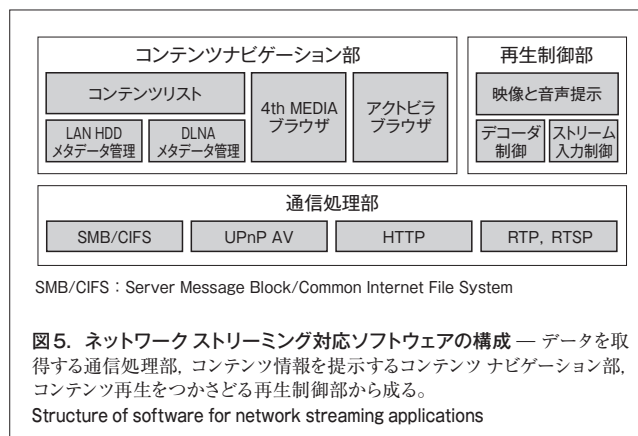 コンテンツナビゲーション部
コンテンツリスト
LAN HDD
メタデータ管理
DLNA
メタデータ管理
4th MEDIA
ブラウザ
アクトビラ
ブラウザ
再生制御部
映像と音声提示
デコーダ
制御
ストリーム
入力制御
通信処理部
SMB/CIFS
UPnP AV
HTTP
RTP, RTSP
SMB/CIFS：Server Message Block/Common Internet File System
図5. ネットワーク ストリーミング対応ソフトウェアの構成 — データを取
得する通信処理部, コンテンツ情報を提示するコンテンツ ナビゲーション部,
コンテンツ再生をつかさどる再生制御部から成る。
Structure of software for network streaming applications